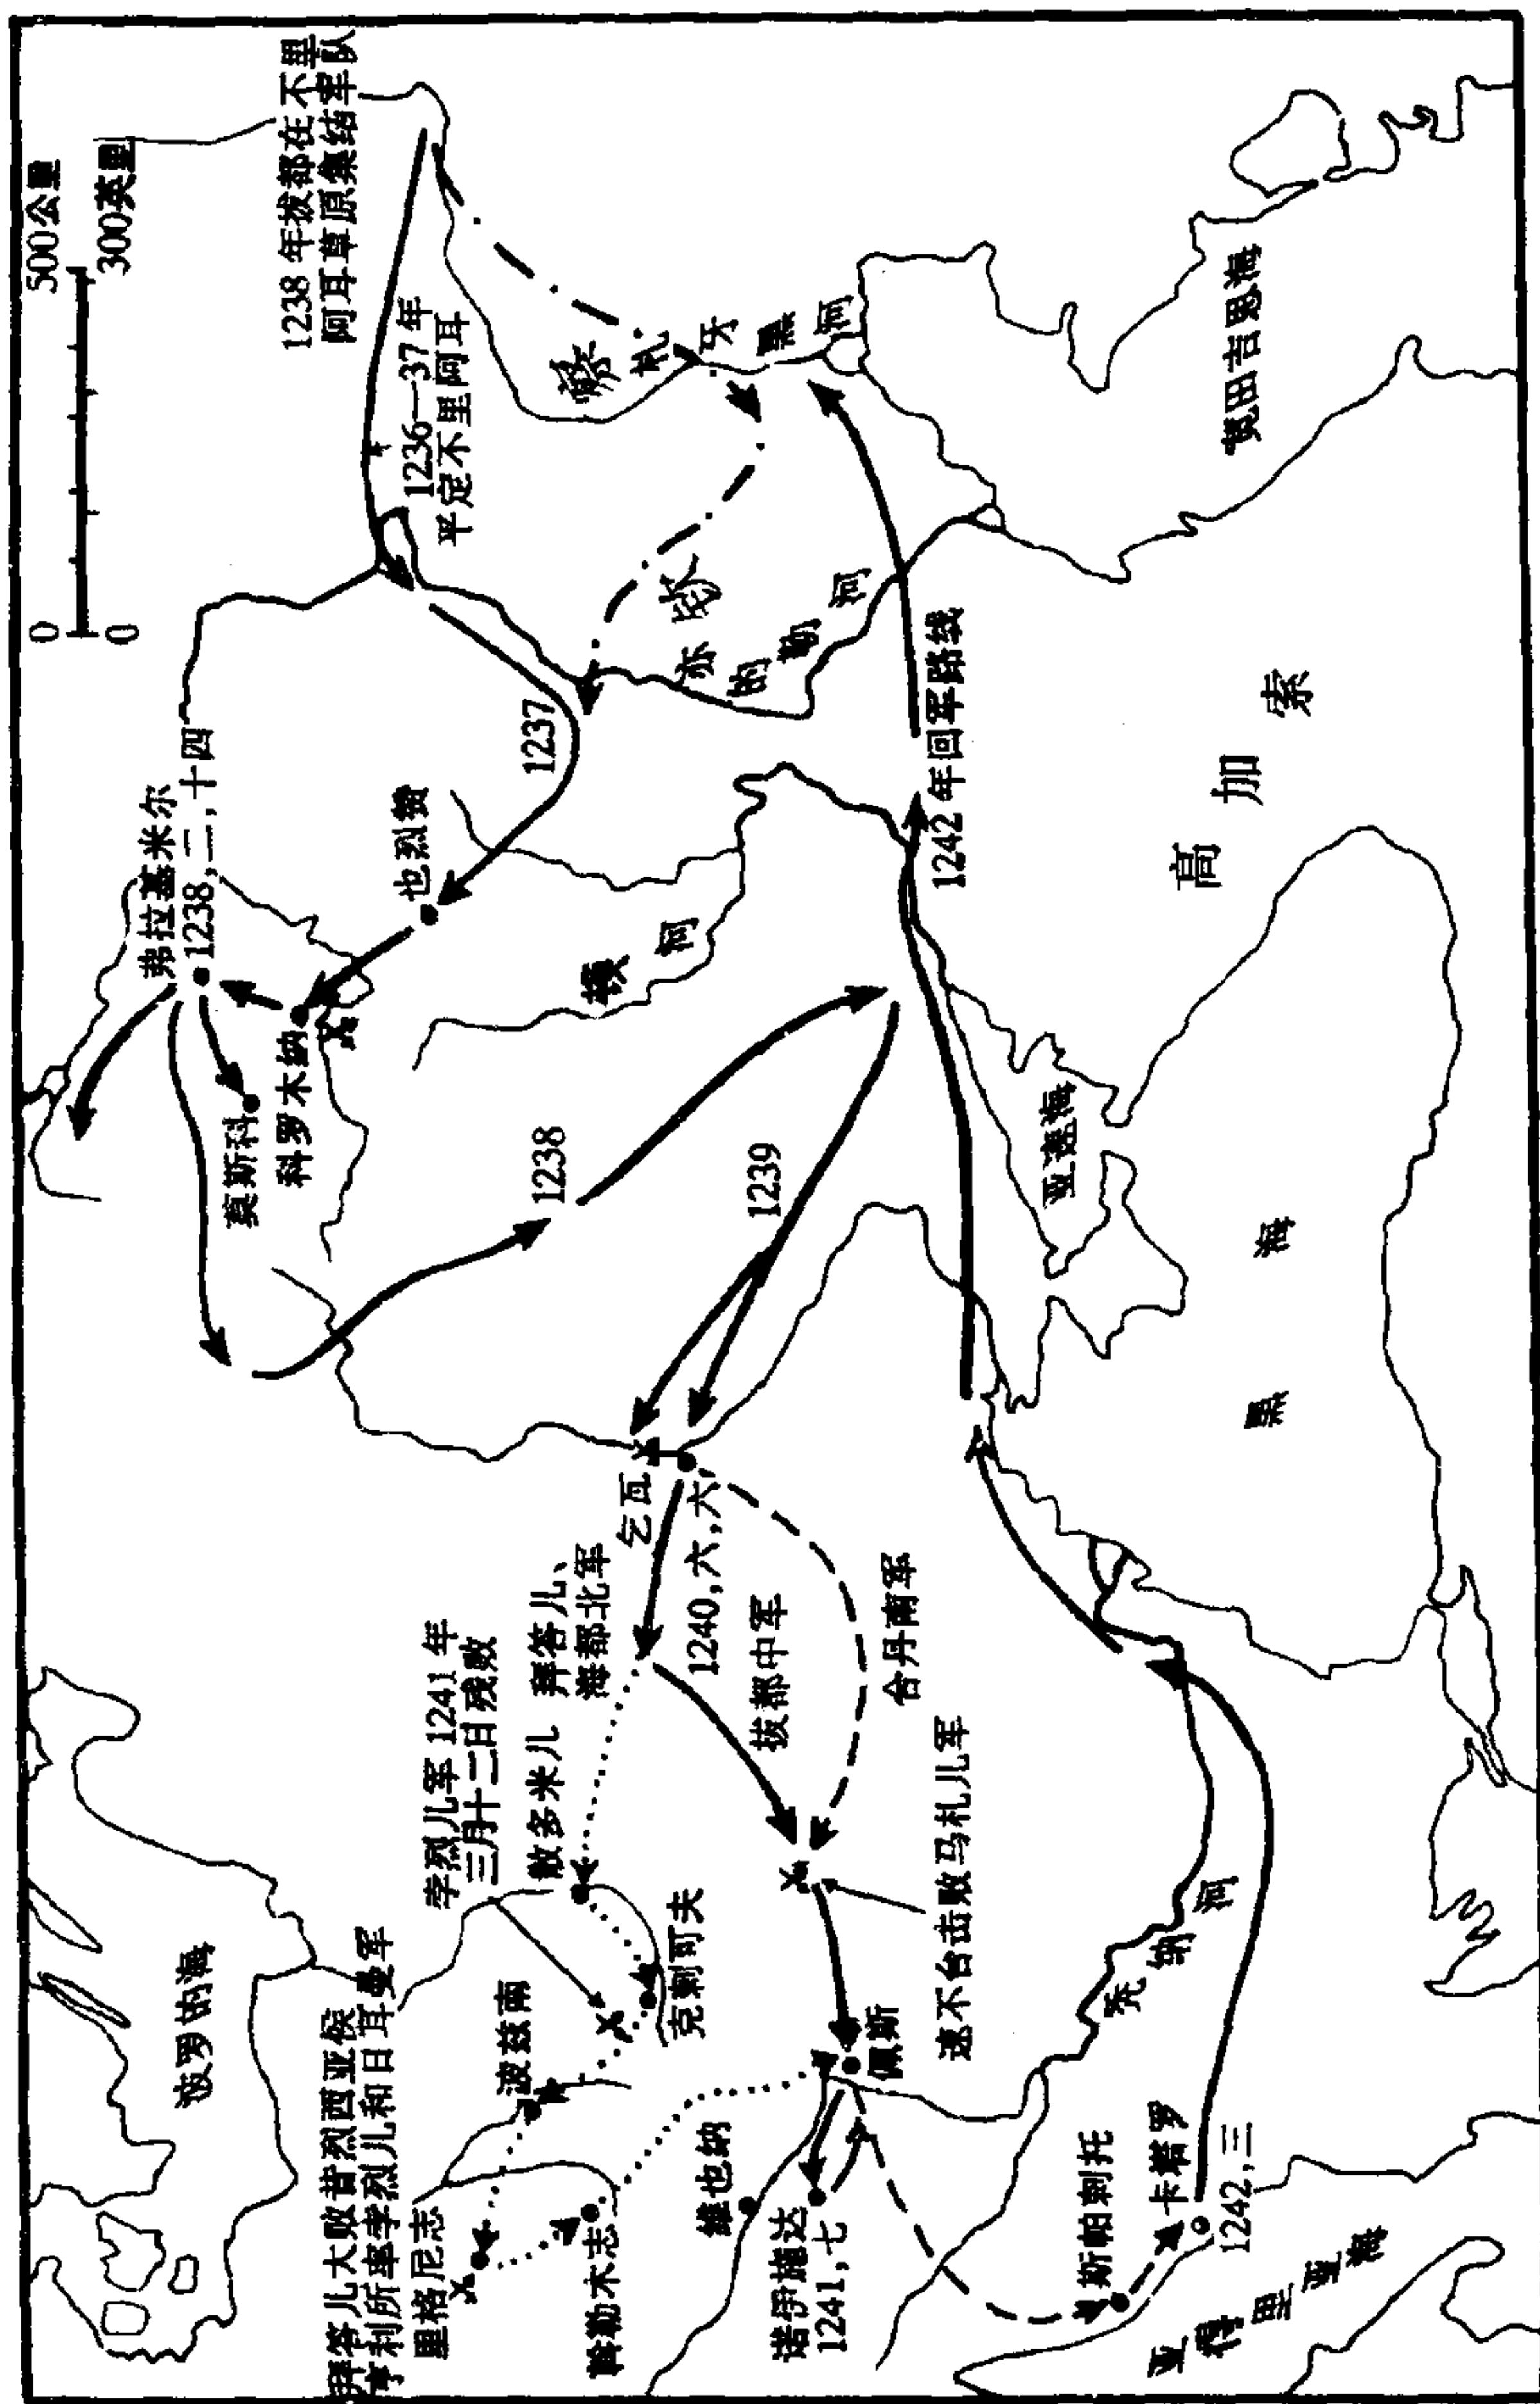 0 500公里
0 300英里
弗拉基米尔
1238,二,十四
1238年拔都在不里
阿耳草原集结军队
波罗的海
莫斯科
科罗木纳
也烈赞
1236—37年
平定不里阿耳
拜答儿大败昔烈西亚侯
亨利所率孛烈儿和日耳曼军
里格尼志
孛烈儿军1241年
三月十二日残败
波兹南
散多米儿
拜答儿、
海都北军
乞瓦
1240,六,六
1238
1237
斡勒木志
克剌可夫
顿河
亦的勒河
扎牙黑河
维也纳
诺伊施达
1241,七
佩斯
拔都中军
1239
合丹南军
速不台击败马札儿军
1242年回军路线
斯帕剌托
卡塔罗
1242,三
秃纳河
亚速海
亚得里亚海
黑海
高加索
宽田吉思海